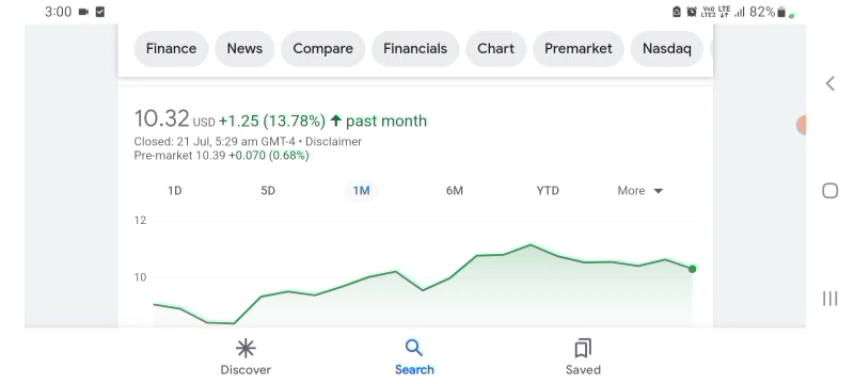 3:00 82%
Finance News Compare Financials Chart Premarket Nasdaq
10.32 USD +1.25 (13.78%) ↑ past month
Closed: 21 Jul, 5:29 am GMT-4 • Disclaimer
Pre-market 10.39 +0.070 (0.68%)
1D 5D 1M 6M YTD More
12
10
Discover Search Saved